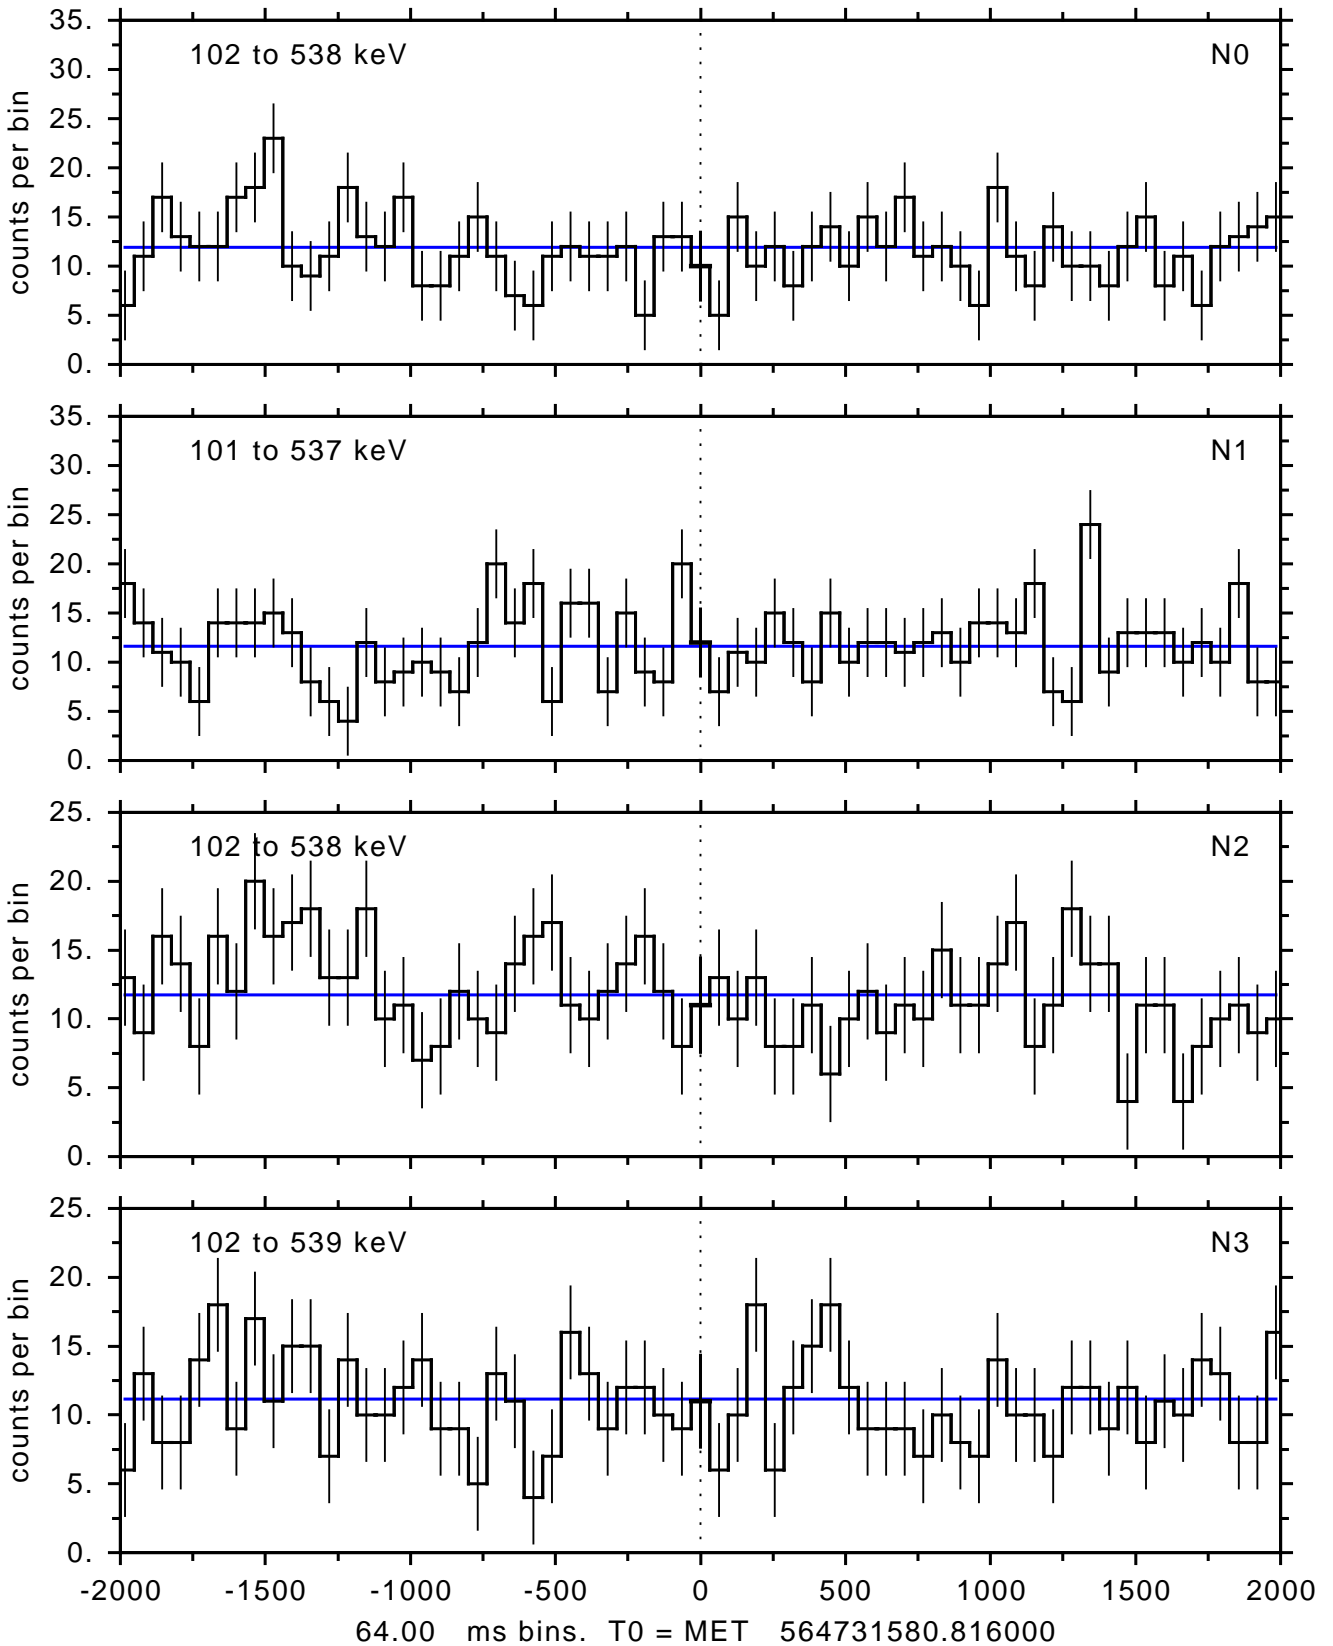 35.
30.
25.
20.
15.
10.
5.
0.
counts per bin
102 to 538 keV
N0
35.
30.
25.
20.
15.
10.
5.
0.
counts per bin
101 to 537 keV
N1
25.
20.
15.
10.
5.
0.
counts per bin
102 to 538 keV
N2
25.
20.
15.
10.
5.
0.
counts per bin
102 to 539 keV
N3
-2000 -1500 -1000 -500 0 500 1000 1500 2000
64.00 ms bins. T0 = MET 564731580.816000